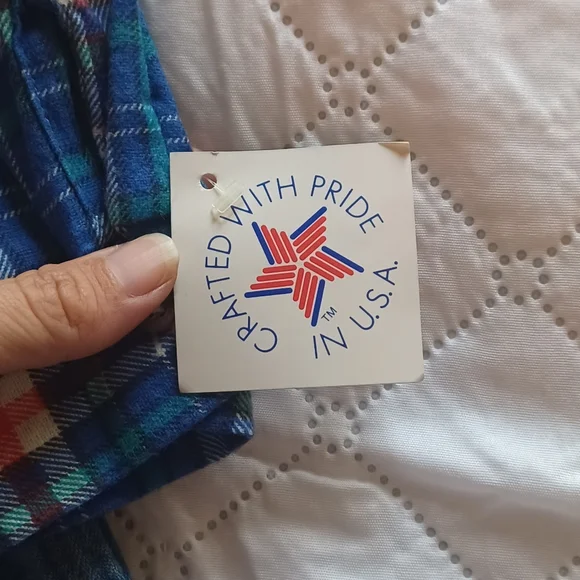 CRAFTED WITH PRIDE IN U.S.A.
TM